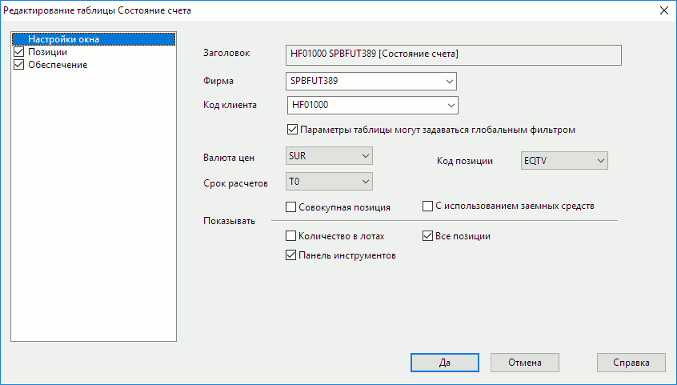 Редактирование таблицы Состояние счета
Настройки окна
Позиции
Обеспечение
Заголовок
HF01000 SPBFUT389 [Состояние счета]
Фирма
SPBFUT389
Код клиента
HF01000
Параметры таблицы могут задаваться глобальным фильтром
Валюта цен
SUR
Код позиции
EQTV
Срок расчетов
T0
Совокупная позиция
С использованием заемных средств
Показывать
Количество в лотах
Все позиции
Панель инструментов
Да
Отмена
Справка